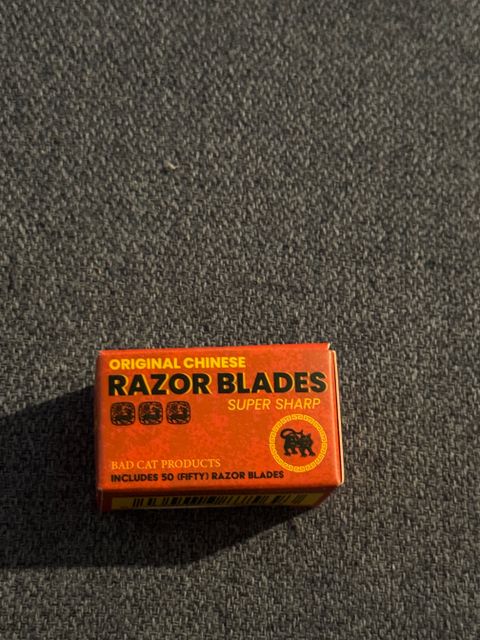 ORIGINAL CHINESE
RAZOR BLADES
SUPER SHARP
BAD CAT PRODUCTS
INCLUDES 50 (FIFTY) RAZOR BLADES